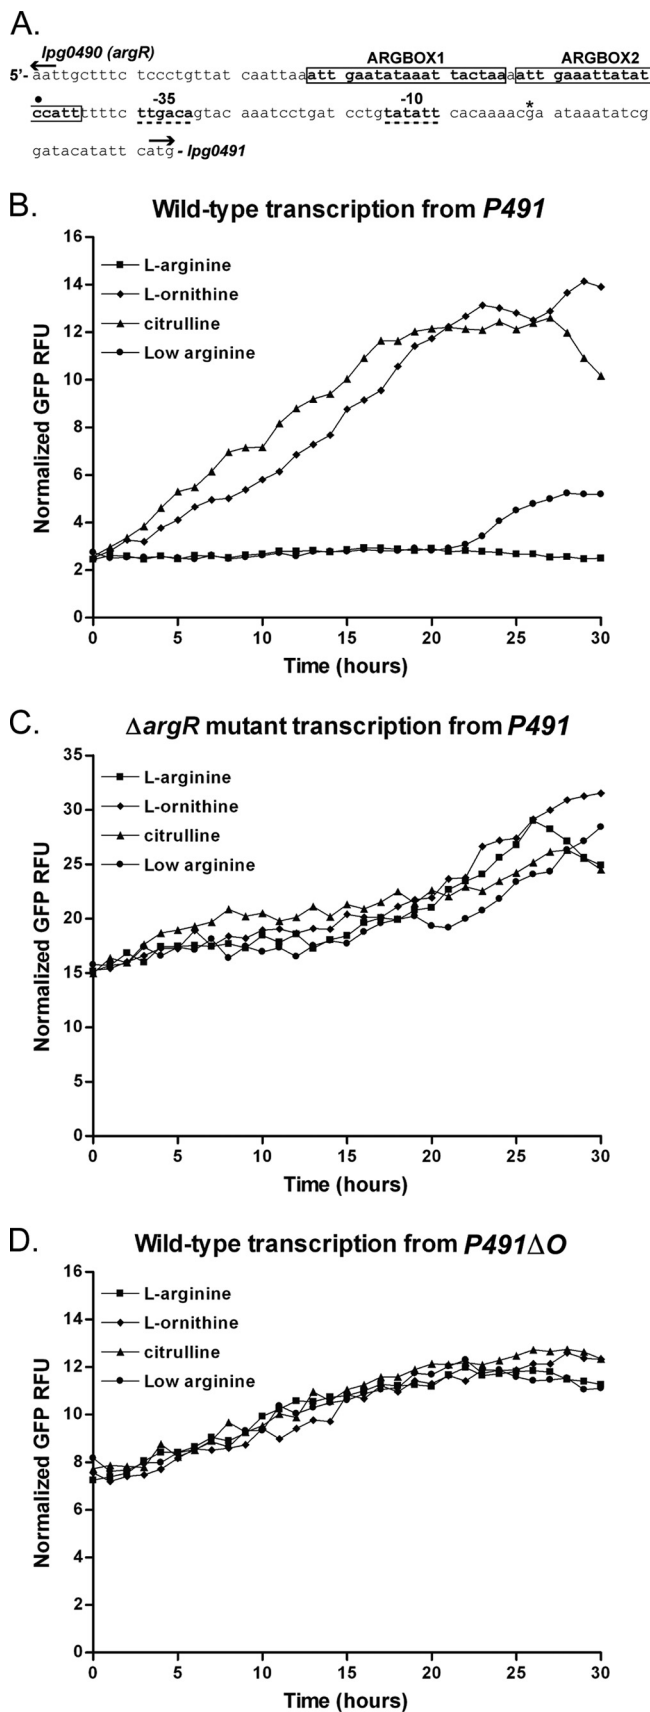 A.
lpg0490 (argR)
ARGBOX1 ARGBOX2
5'- aattgctttc tccctgttat caattaaatt gaatataaat tactaaaatt gaaattatat
-35 -10 *
ccattttttc ttgacagtac aaatcctgat cctgtatatt cacaaaacga ataaatatcg
gatacatatt catg - lpg0491
B.
Wild-type transcription from P491
16
14
12
10
8
6
4
2
0
Normalized GFP RFU
L-arginine
L-ornithine
citrulline
Low arginine
0 5 10 15 20 25 30
Time (hours)
C.
ΔargR mutant transcription from P491
35
30
25
20
15
10
5
0
Normalized GFP RFU
L-arginine
L-ornithine
citrulline
Low arginine
0 5 10 15 20 25 30
Time (hours)
D.
Wild-type transcription from P491ΔO
16
14
12
10
8
6
4
2
0
Normalized GFP RFU
L-arginine
L-ornithine
citrulline
Low arginine
0 5 10 15 20 25 30
Time (hours)